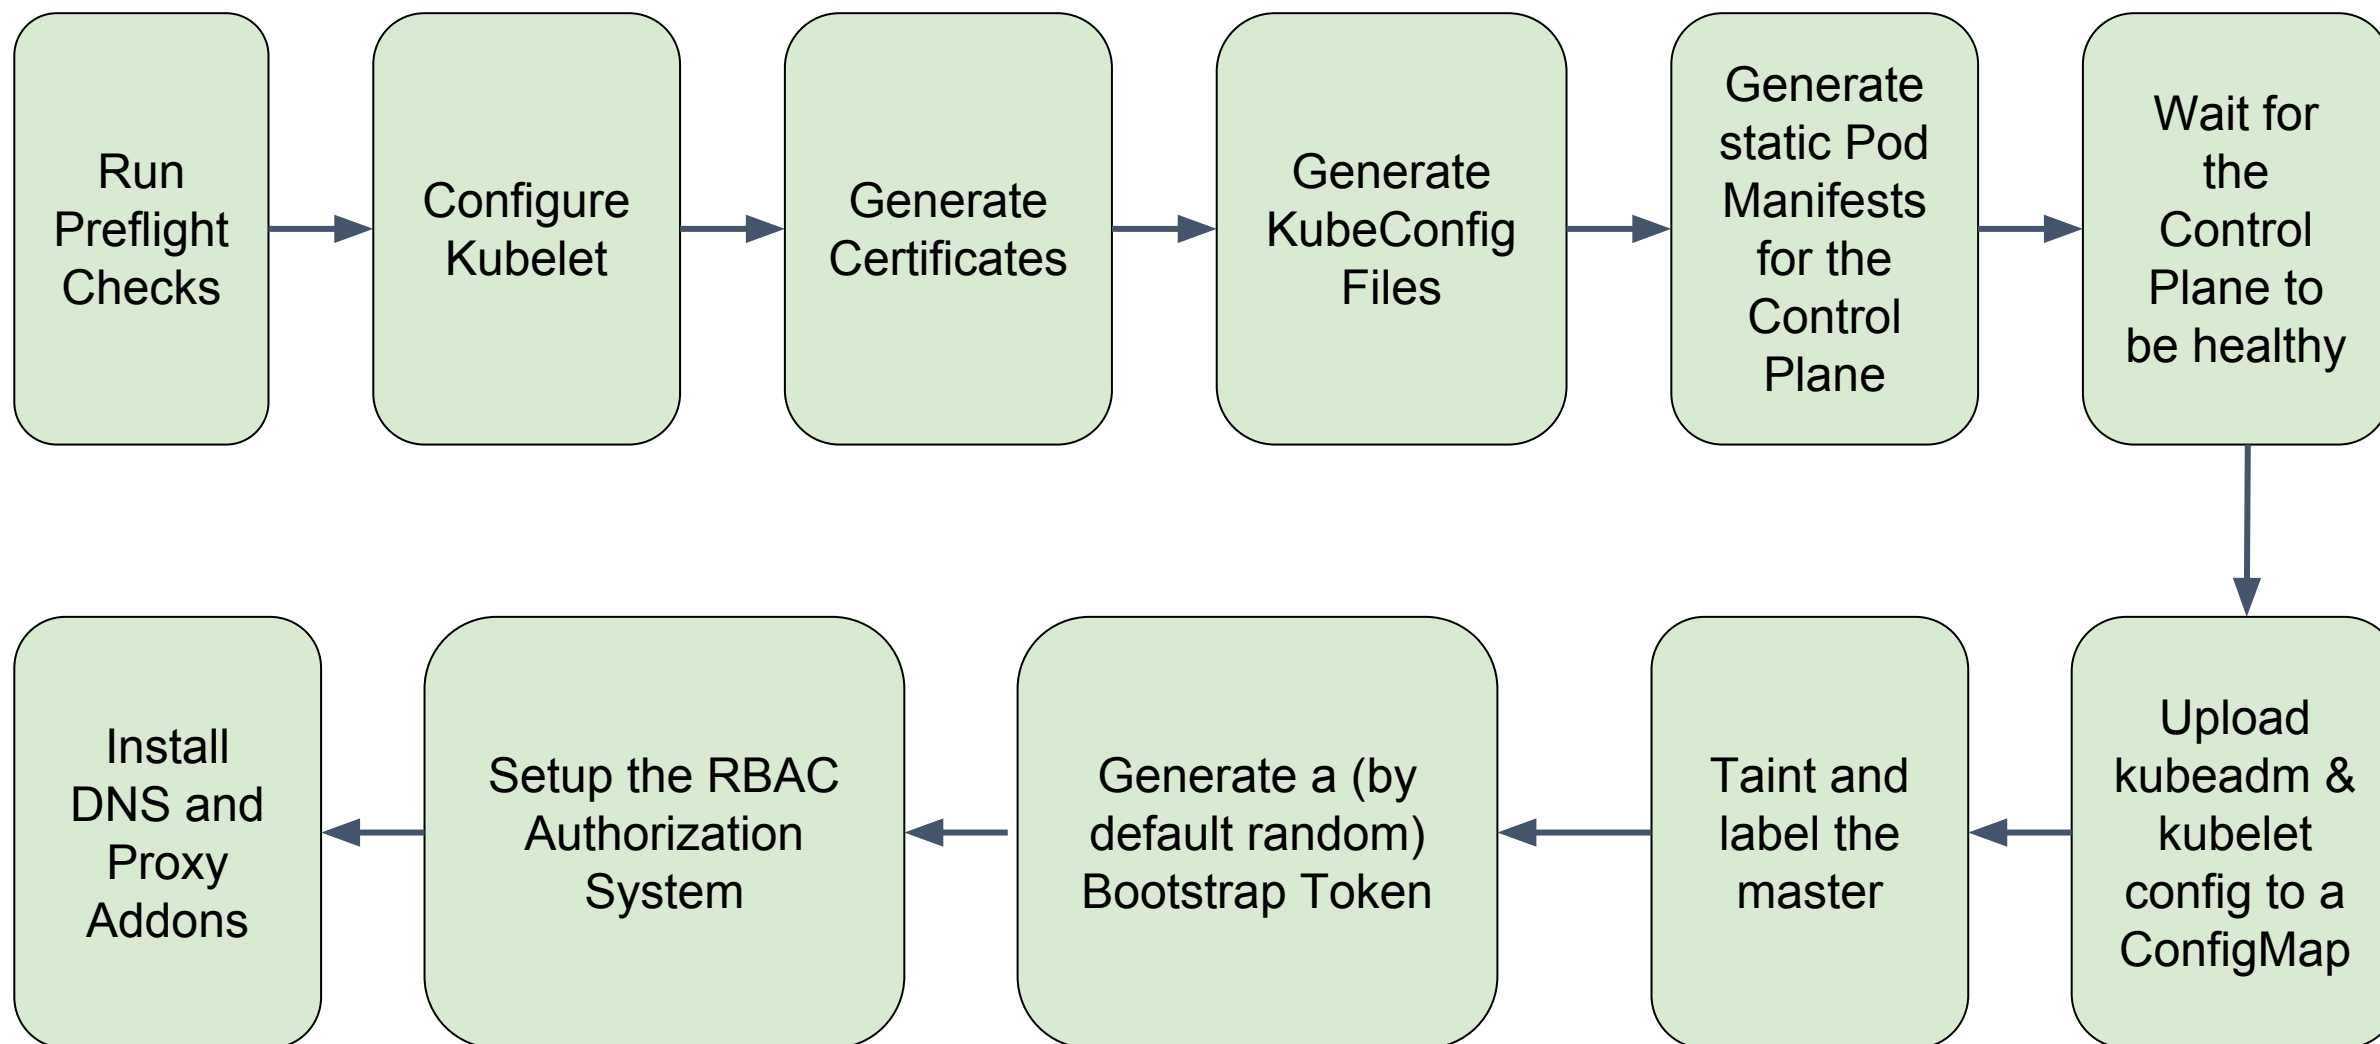 Run
Preflight
Checks
Configure
Kubelet
Generate
Certificates
Generate
KubeConfig
Files
Generate
static Pod
Manifests
for the
Control
Plane
Wait for
the
Control
Plane to
be healthy
Upload
kubeadm &
kubelet
config to a
ConfigMap
Taint and
label the
master
Generate a (by
default random)
Bootstrap Token
Setup the RBAC
Authorization
System
Install
DNS and
Proxy
Addons